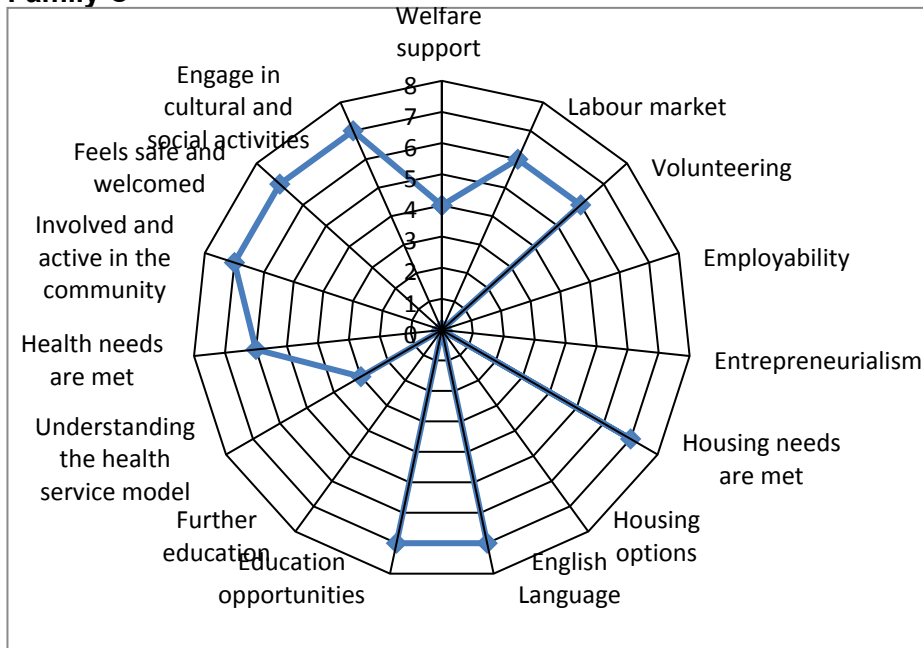 Welfare
support
Labour market
Volunteering
Employability
Entrepreneurialism
Housing needs
are met
Housing
options
English
Language
Education
opportunities
Further
education
Understanding
the health
service model
Health needs
are met
Involved and
active in the
community
Feels safe and
welcomed
Engage in
cultural and
social activities
8
7
6
5
4
3
2
1
0